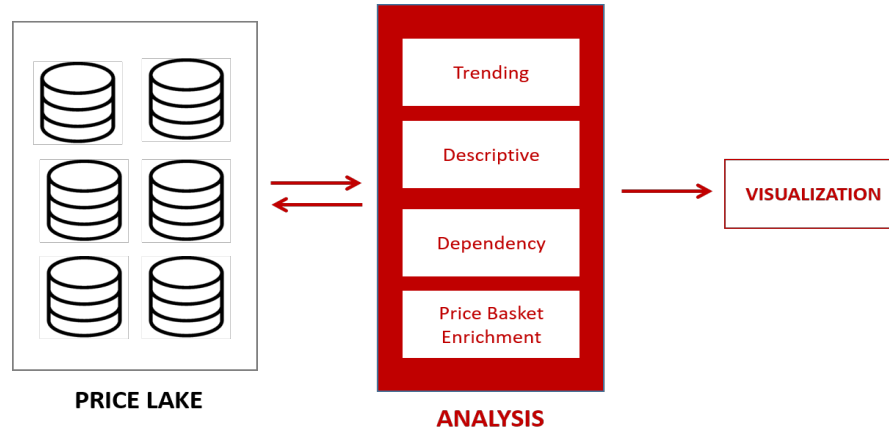 Trending
Descriptive
Dependency
Price Basket
Enrichment
VISUALIZATION
PRICE LAKE
ANALYSIS